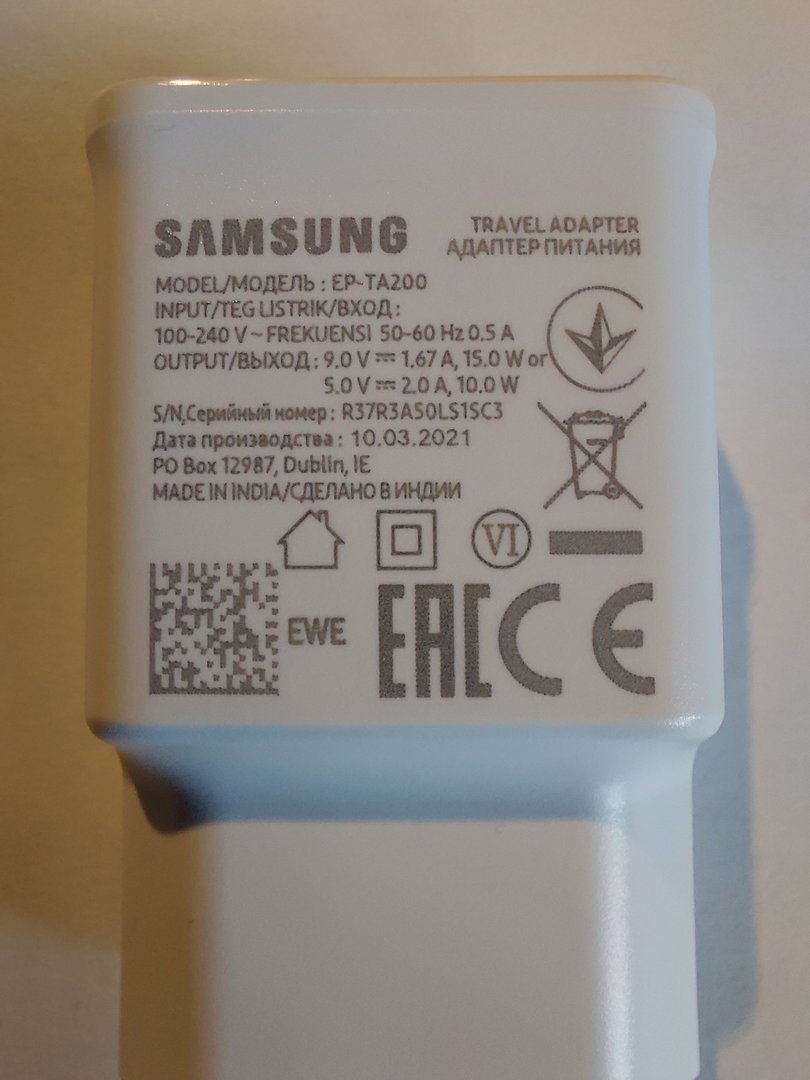 SAMSUNG
TRAVEL ADAPTER
АДАПТЕР ПИТАНИЯ
MODEL/МОДЕЛЬ : EP-TA200
INPUT/TEG LISTRIK/ВХОД :
100-240 V ~ FREKUENSI 50-60 Hz 0.5 A
OUTPUT/ВЫХОД : 9.0 V ⎓ 1.67 A, 15.0 W or
5.0 V ⎓ 2.0 A, 10.0 W
S/N,Серийный номер : R37R3A50LS1SC3
Дата производства : 10.03.2021
PO Box 12987, Dublin, IE
MADE IN INDIA/СДЕЛАНО В ИНДИИ
VI
EWE
EAC CE